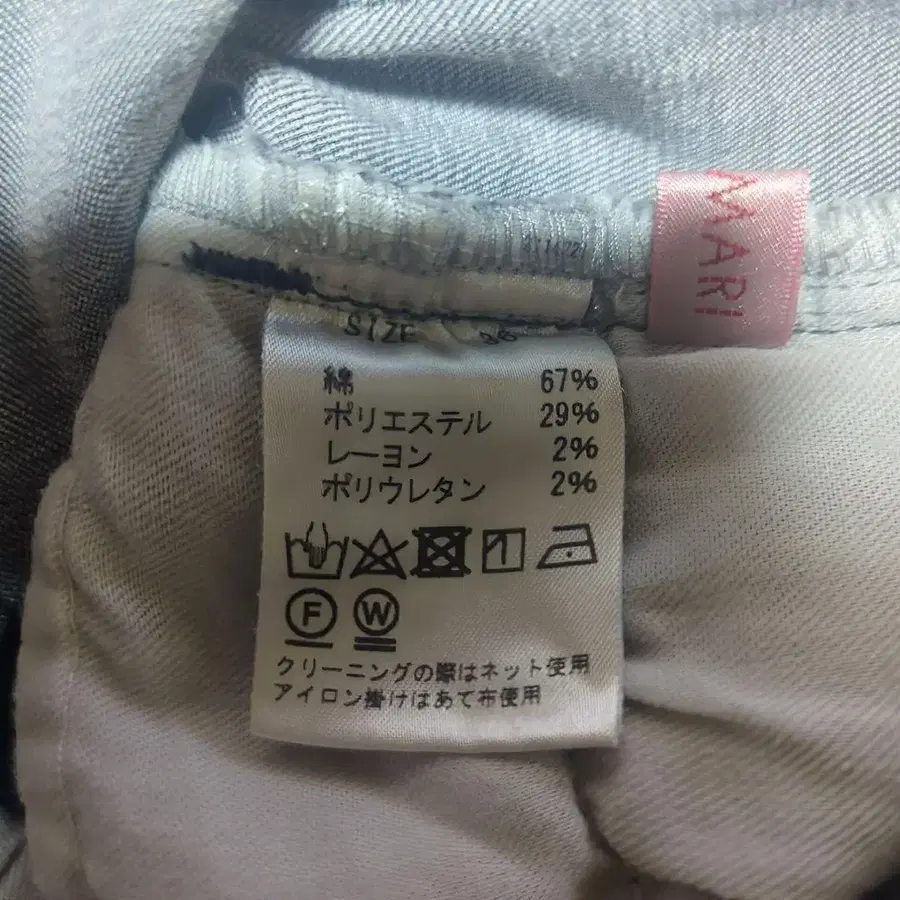 MARI
SIZE 36
綿 67%
ポリエステル 29%
レーヨン 2%
ポリウレタン 2%
F W
クリーニングの際はネット使用
アイロン掛けはあて布使用